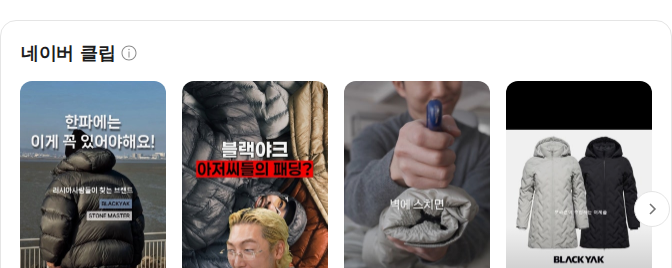 네이버 클립
한파에는
이게 꼭 있어야해요!
러시아사람들이 찾는 브랜드
BLACKYAK
STONE MASTER
블랙야크
아저씨들의 패딩?
벽에 스치면
BLACKYAK